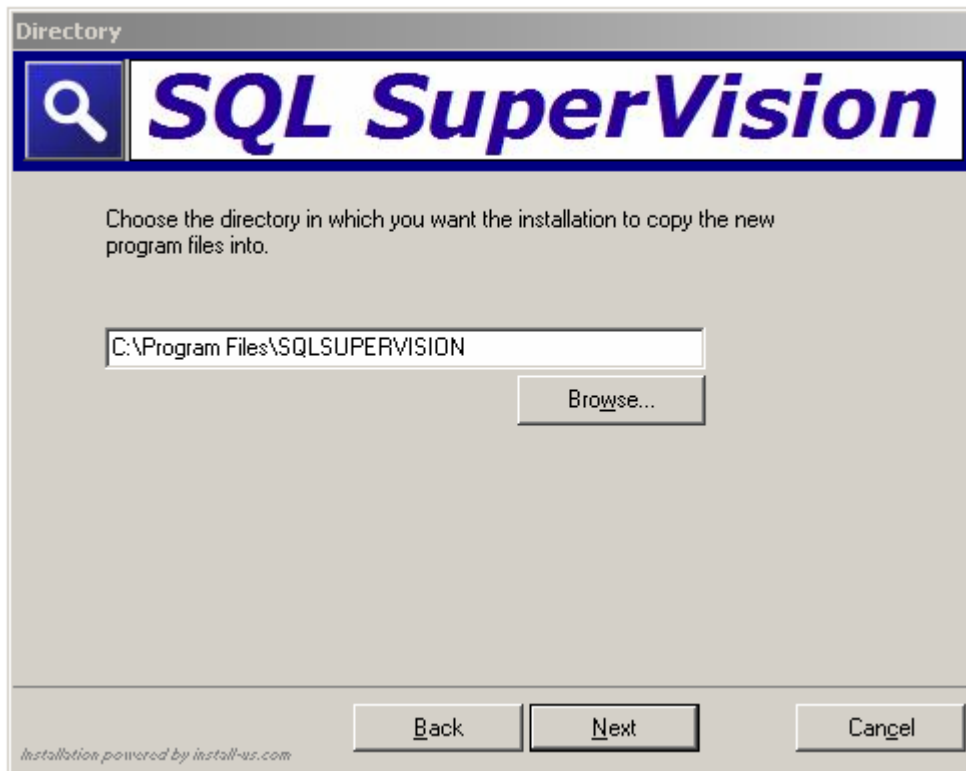 Directory
SQL SuperVision
Choose the directory in which you want the installation to copy the new
program files into.
C:\Program Files\SQLSUPERVISION
Browse...
Back
Next
Cancel
Installation powered by install-us.com